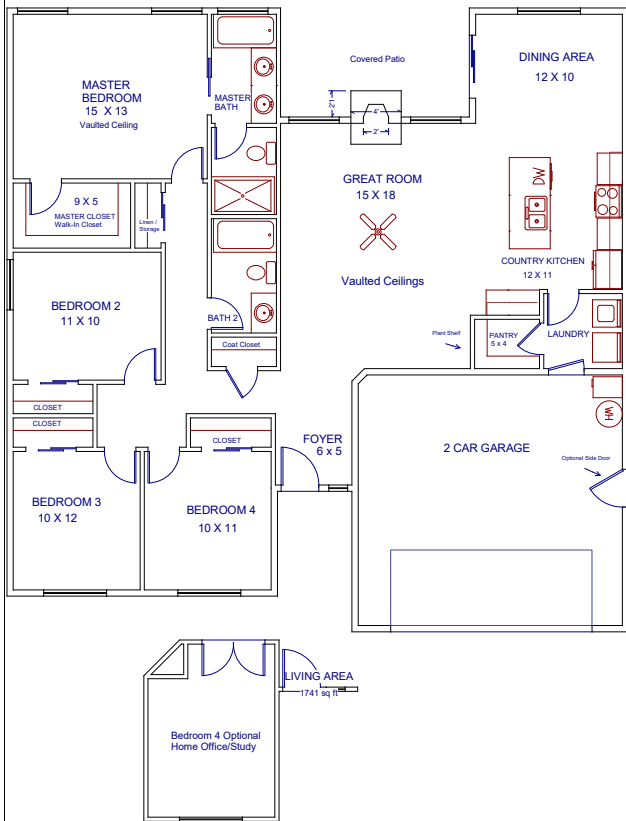 MASTER
BEDROOM
15 X 13
Vaulted Ceiling
MASTER
BATH
Covered Patio
2'1
4'
2'
DINING AREA
12 X 10
GREAT ROOM
15 X 18
Vaulted Ceilings
DW
COUNTRY KITCHEN
12 X 11
9 X 5
MASTER CLOSET
Walk-In Closet
Linen /
Storage
BEDROOM 2
11 X 10
BATH 2
Coat Closet
Plant Shelf
PANTRY
5 x 4
LAUNDRY
CLOSET
CLOSET
CLOSET
FOYER
6 x 5
2 CAR GARAGE
WH
Optional Side Door
BEDROOM 3
10 X 12
BEDROOM 4
10 X 11
LIVING AREA
1741 sq ft
Bedroom 4 Optional
Home Office/Study